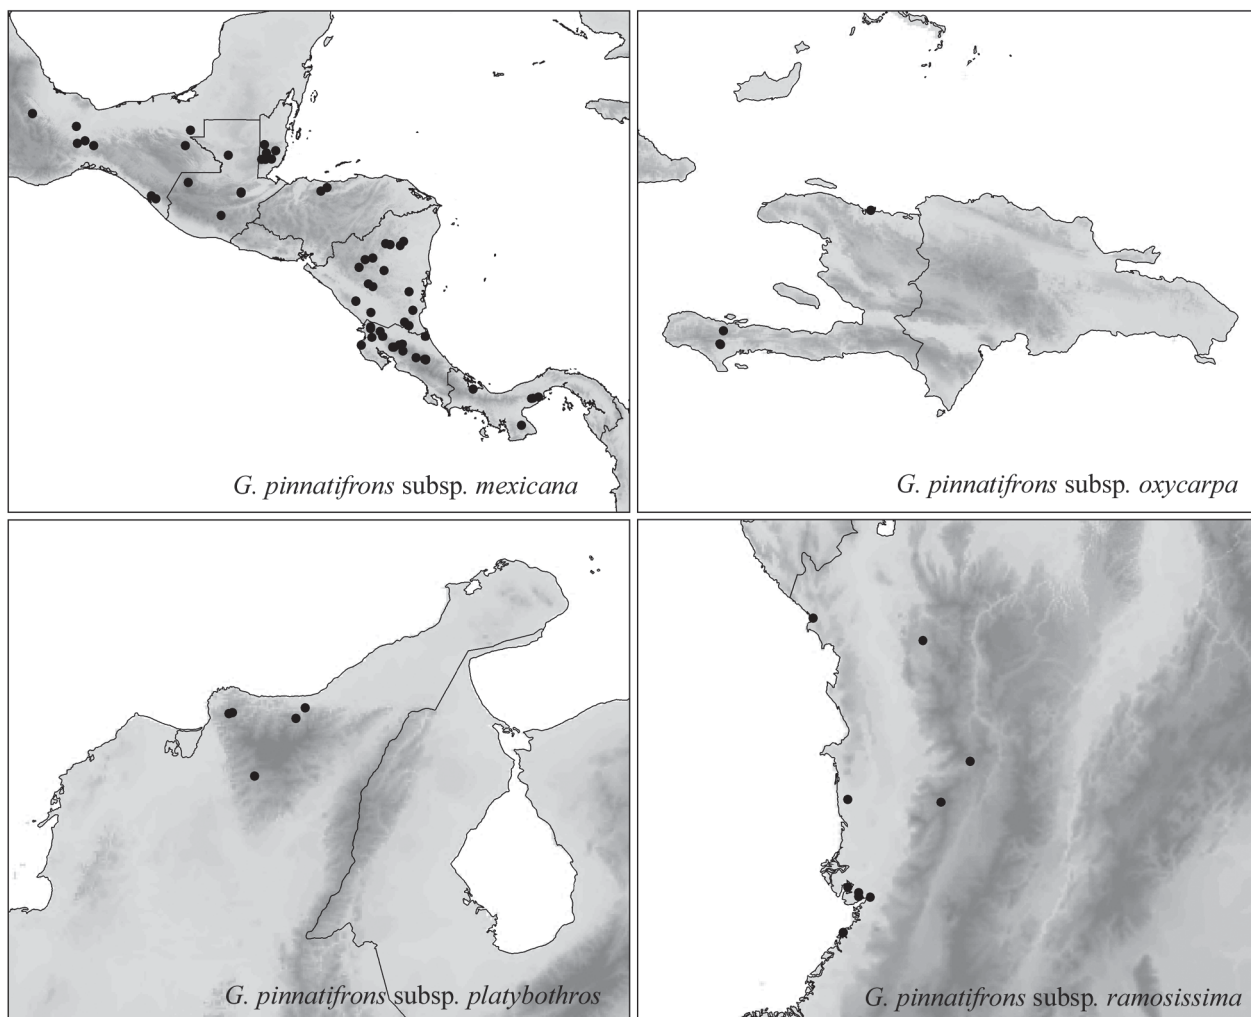 G. pinnatifrons subsp. mexicana
G. pinnatifrons subsp. oxycarpa
G. pinnatifrons subsp. platybothros
G. pinnatifrons subsp. ramosissima